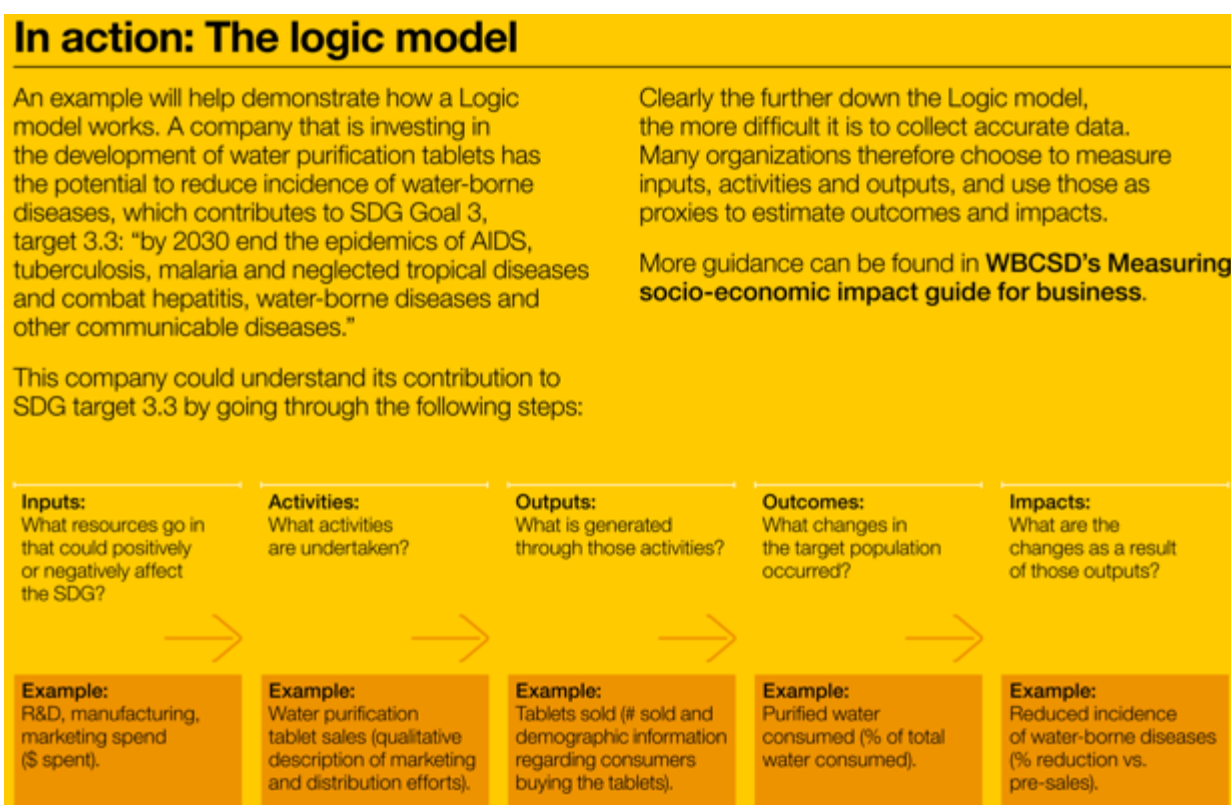 In action: The logic model
An example will help demonstrate how a Logic
model works. A company that is investing in
the development of water purification tablets has
the potential to reduce incidence of water-borne
diseases, which contributes to SDG Goal 3,
target 3.3: “by 2030 end the epidemics of AIDS,
tuberculosis, malaria and neglected tropical diseases
and combat hepatitis, water-borne diseases and
other communicable diseases.”
This company could understand its contribution to
SDG target 3.3 by going through the following steps:
Clearly the further down the Logic model,
the more difficult it is to collect accurate data.
Many organizations therefore choose to measure
inputs, activities and outputs, and use those as
proxies to estimate outcomes and impacts.
More guidance can be found in WBCSD’s Measuring
socio-economic impact guide for business.
Inputs:
What resources go in
that could positively
or negatively affect
the SDG?
Activities:
What activities
are undertaken?
Outputs:
What is generated
through those activities?
Outcomes:
What changes in
the target population
occurred?
Impacts:
What are the
changes as a result
of those outputs?
Example:
R&D, manufacturing,
marketing spend
($ spent).
Example:
Water purification
tablet sales (qualitative
description of marketing
and distribution efforts).
Example:
Tablets sold (# sold and
demographic information
regarding consumers
buying the tablets).
Example:
Purified water
consumed (% of total
water consumed).
Example:
Reduced incidence
of water-borne diseases
(% reduction vs.
pre-sales).